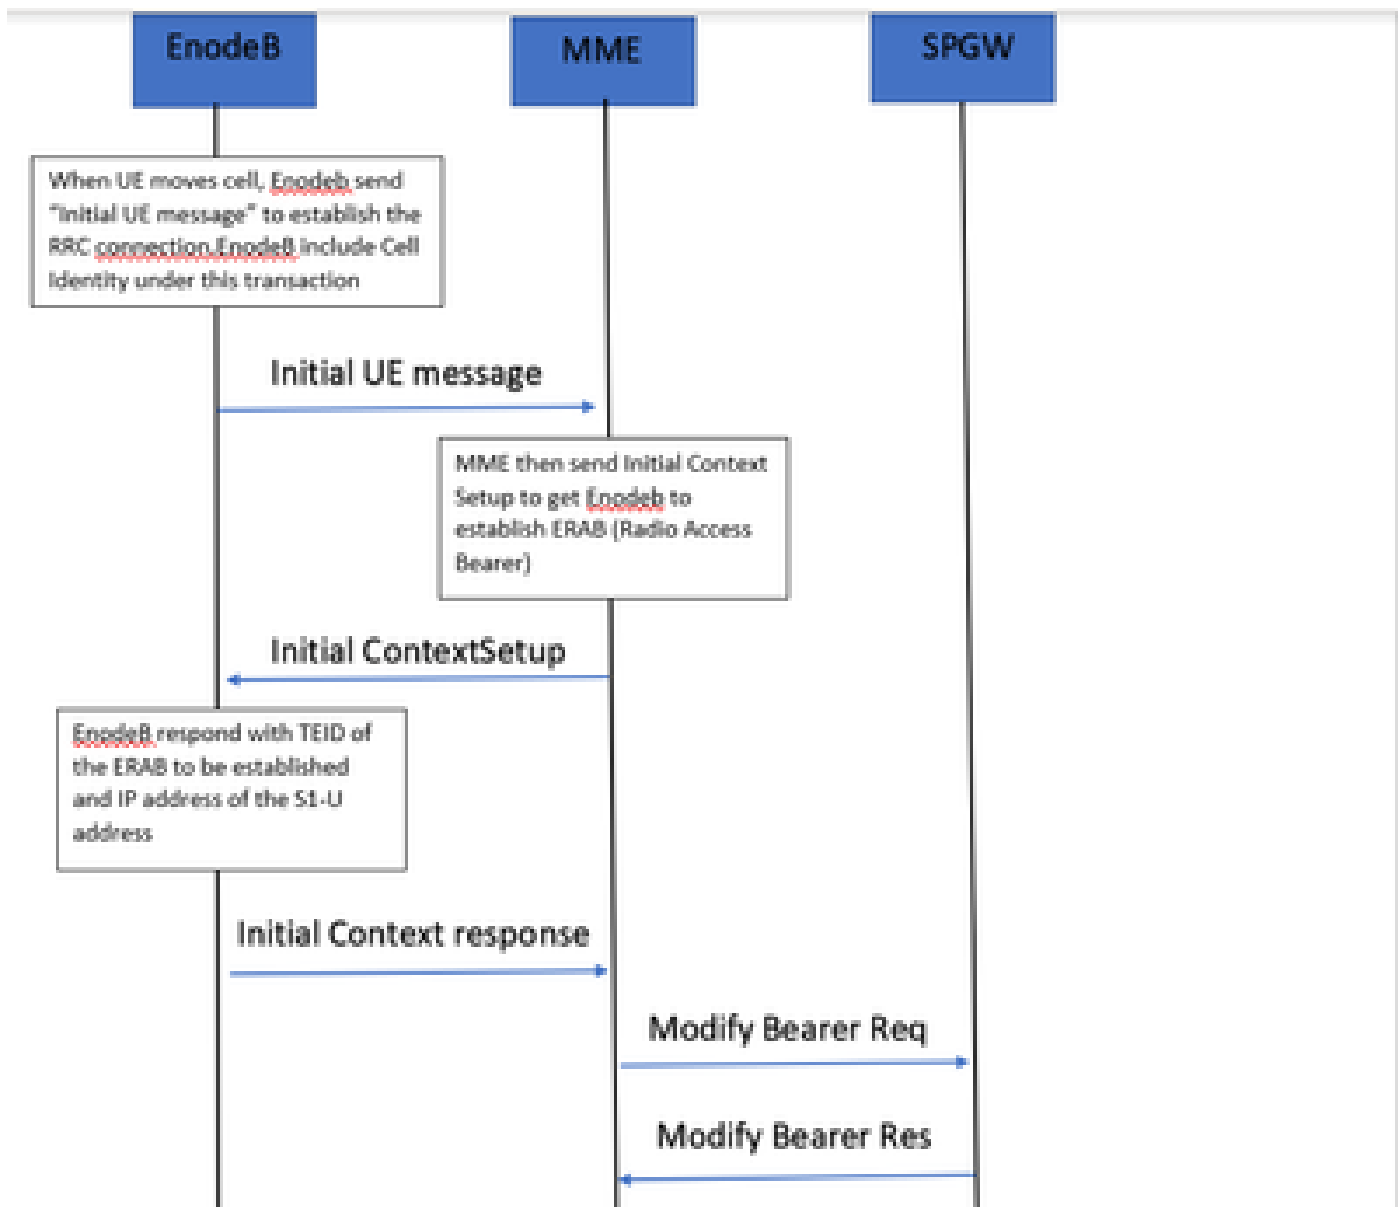 EnodeB
MME
SPGW
When UE moves cell, Enodeb send
"Initial UE message" to establish the
RRC connection.EnodeB include Cell
Identity under this transaction
Initial UE message
MME then send Initial Context
Setup to get Enodeb to
establish ERAB (Radio Access
Bearer)
Initial ContextSetup
EnodeB respond with TEID of
the ERAB to be established
and IP address of the S1-U
address
Initial Context response
Modify Bearer Req
Modify Bearer Res